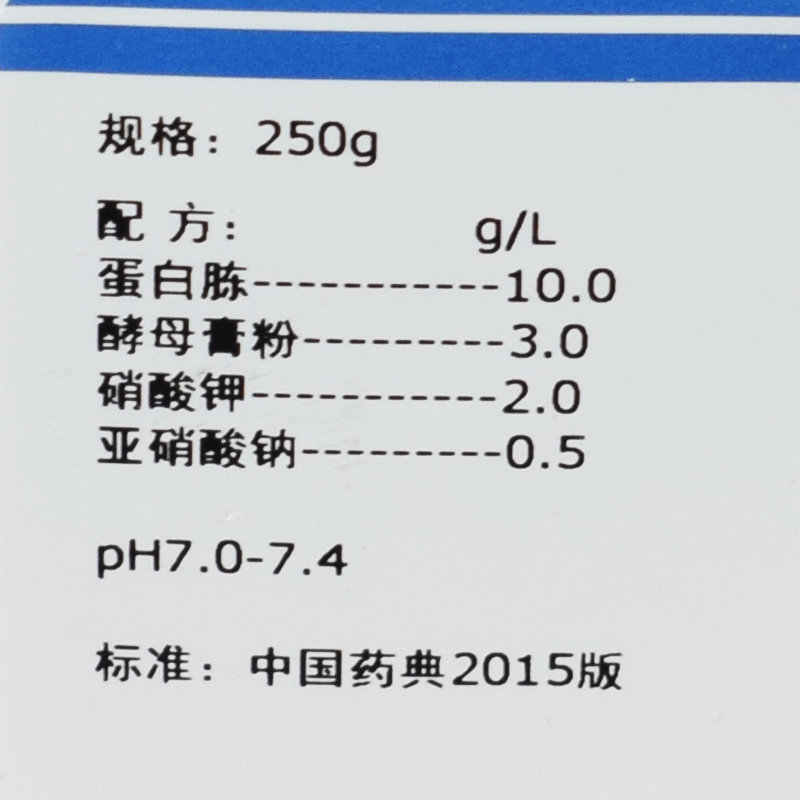 规格：250g
配 方： g/L
蛋白胨-----------10.0
酵母膏粉---------3.0
硝酸钾-----------2.0
亚硝酸钠---------0.5
pH7.0-7.4
标准：中国药典2015版